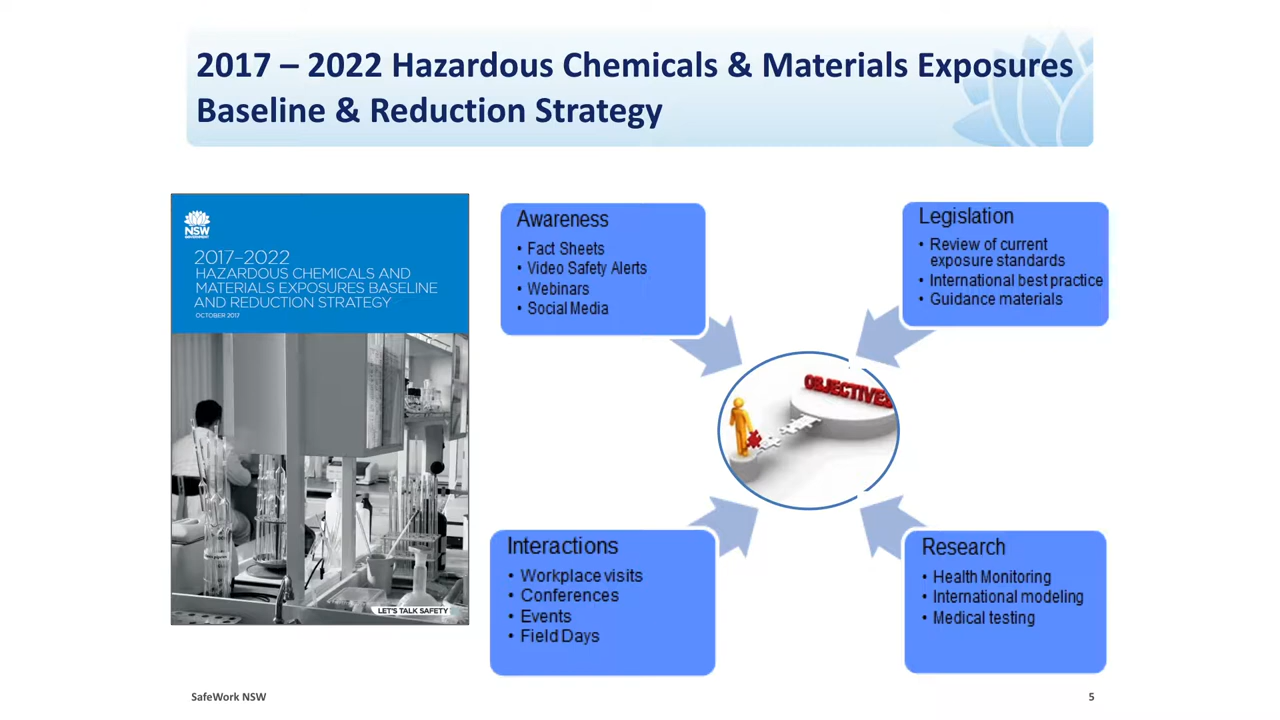 2017 – 2022 Hazardous Chemicals & Materials Exposures
Baseline & Reduction Strategy
NSW
GOVERNMENT
2017–2022
HAZARDOUS CHEMICALS AND
MATERIALS EXPOSURES BASELINE
AND REDUCTION STRATEGY
OCTOBER 2017
LET'S TALK SAFETY
Awareness
• Fact Sheets
• Video Safety Alerts
• Webinars
• Social Media
Legislation
• Review of current
exposure standards
• International best practice
• Guidance materials
OBJECTIVES
Interactions
• Workplace visits
• Conferences
• Events
• Field Days
Research
• Health Monitoring
• International modeling
• Medical testing
SafeWork NSW
5